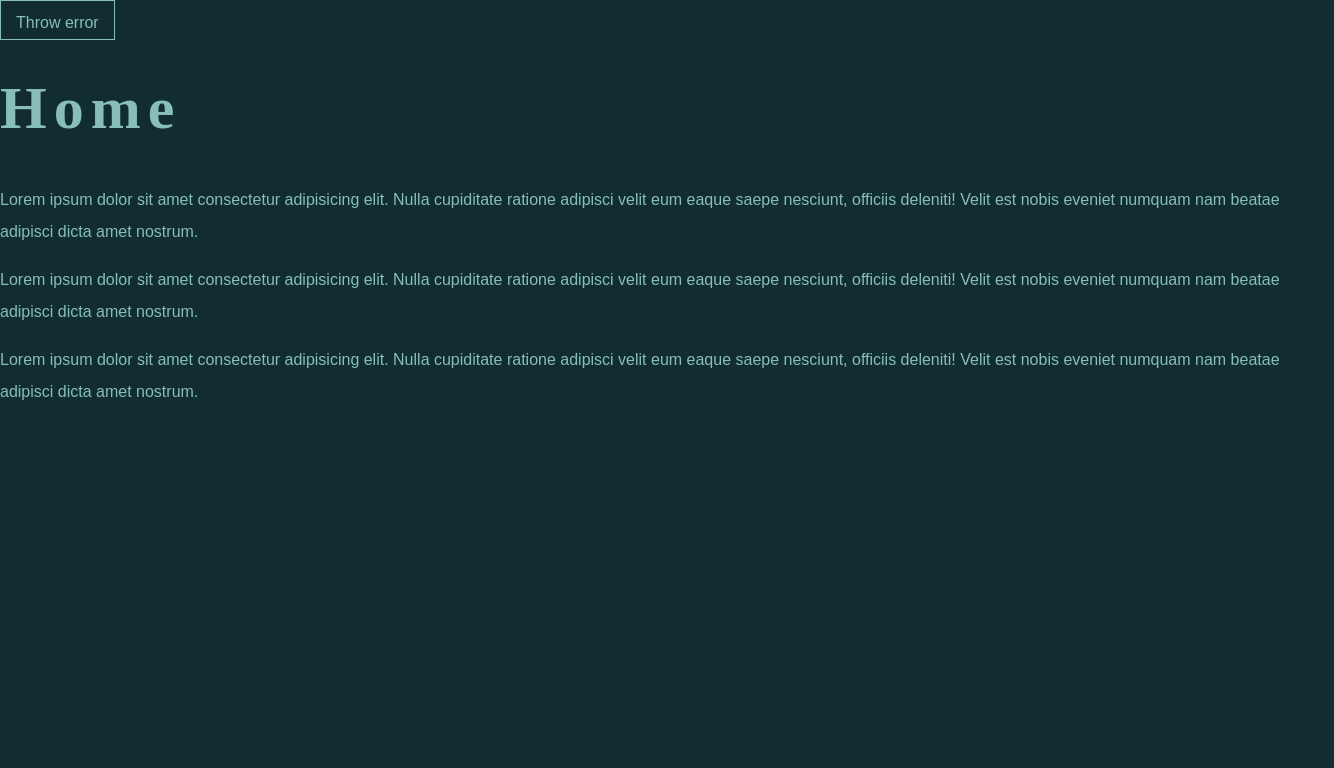 Throw error
Home
Lorem ipsum dolor sit amet consectetur adipisicing elit. Nulla cupiditate ratione adipisci velit eum eaque saepe nesciunt, officiis deleniti! Velit est nobis eveniet numquam nam beatae
adipisci dicta amet nostrum.
Lorem ipsum dolor sit amet consectetur adipisicing elit. Nulla cupiditate ratione adipisci velit eum eaque saepe nesciunt, officiis deleniti! Velit est nobis eveniet numquam nam beatae
adipisci dicta amet nostrum.
Lorem ipsum dolor sit amet consectetur adipisicing elit. Nulla cupiditate ratione adipisci velit eum eaque saepe nesciunt, officiis deleniti! Velit est nobis eveniet numquam nam beatae
adipisci dicta amet nostrum.